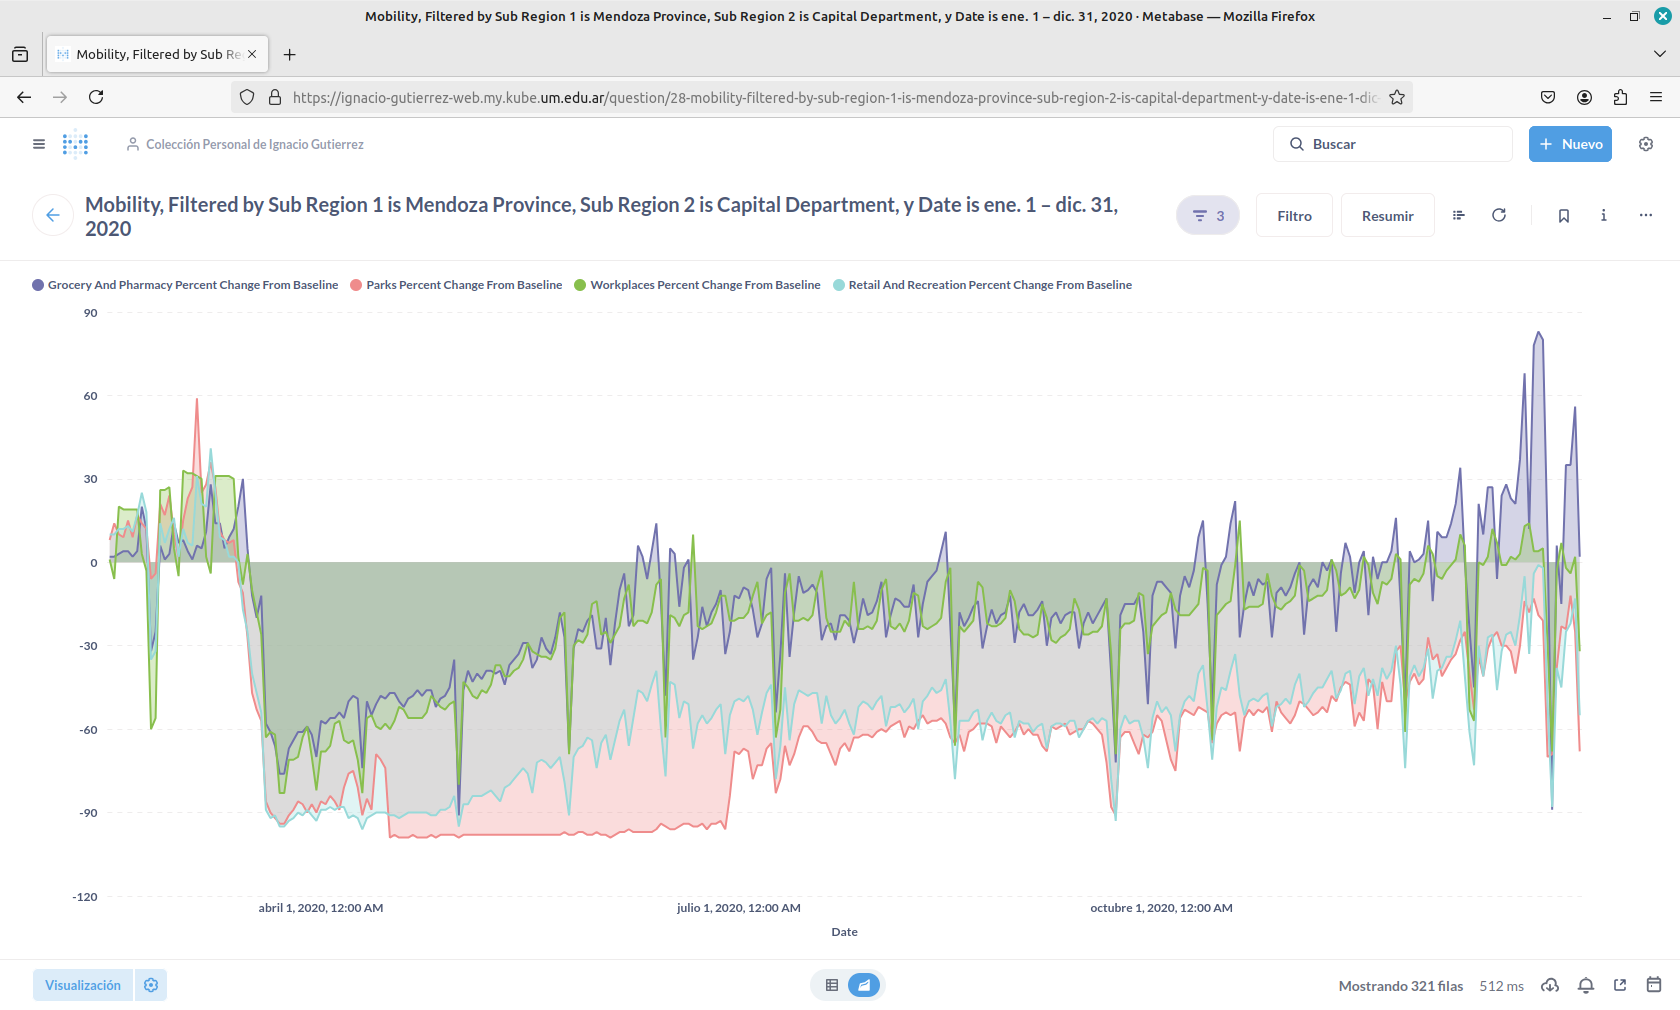 Mobility, Filtered by Sub Region 1 is Mendoza Province, Sub Region 2 is Capital Department, y Date is ene. 1 – dic. 31, 2020 · Metabase — Mozilla Firefox
Mobility, Filtered by Sub Re
https://ignacio-gutierrez-web.my.kube.um.edu.ar/question/28-mobility-filtered-by-sub-region-1-is-mendoza-province-sub-region-2-is-capital-department-y-date-is-ene-1-dic-
Colección Personal de Ignacio Gutierrez
Buscar
+ Nuevo
Mobility, Filtered by Sub Region 1 is Mendoza Province, Sub Region 2 is Capital Department, y Date is ene. 1 – dic. 31,
2020
3
Filtro
Resumir
Grocery And Pharmacy Percent Change From Baseline
Parks Percent Change From Baseline
Workplaces Percent Change From Baseline
Retail And Recreation Percent Change From Baseline
90
60
30
0
-30
-60
-90
-120
abril 1, 2020, 12:00 AM
julio 1, 2020, 12:00 AM
octubre 1, 2020, 12:00 AM
Date
Visualización
Mostrando 321 filas
512 ms